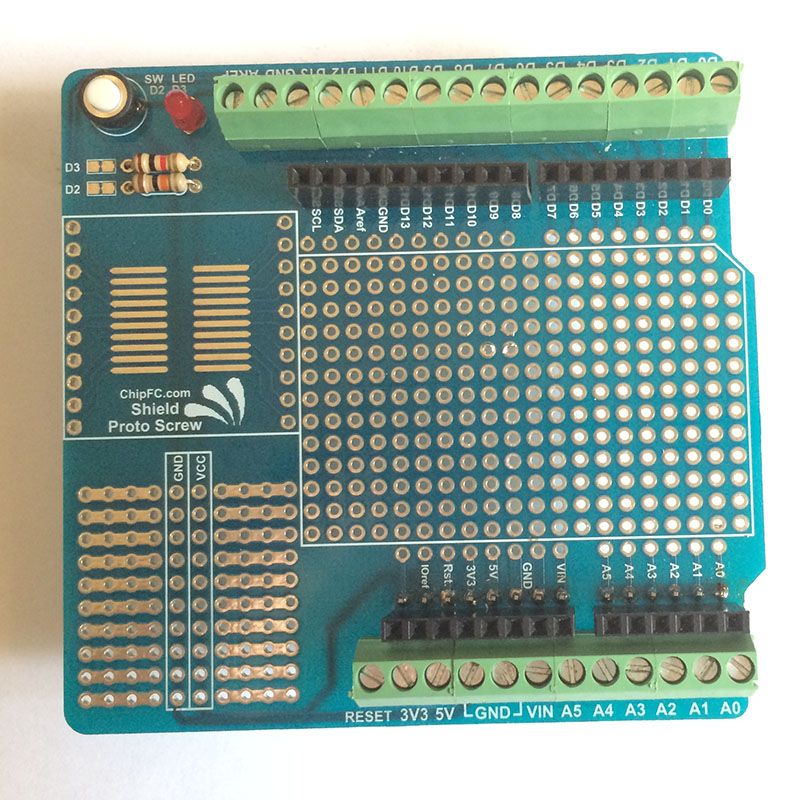 SW LED
D2 D3
AREF GND D13 D12 D11 D10 D9 D8 D7 D6 D5 D4 D3 D2 D1 D0
D3
D2
SCL SDA Aref GND D13 D12 D11 D10 D9 D8 D7 D6 D5 D4 D3 D2 D1 D0
ChipFC.com
Shield
Proto Screw
GND VCC
IOref Rst 3V3 5V GND VIN A5 A4 A3 A2 A1 A0
RESET 3V3 5V GND VIN A5 A4 A3 A2 A1 A0